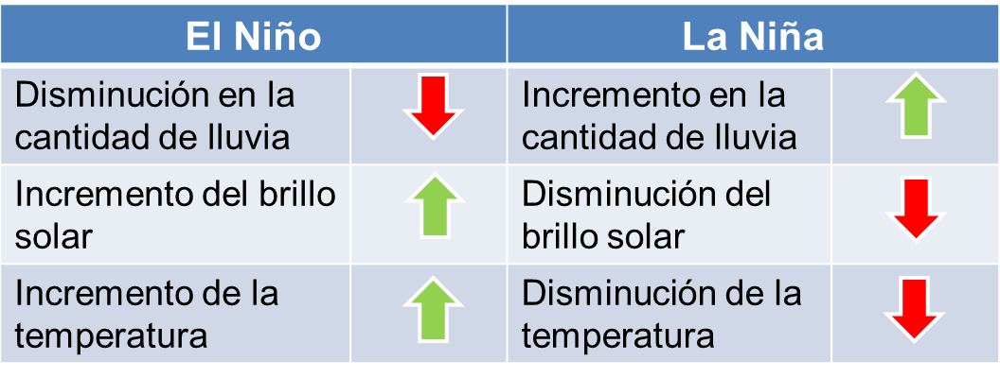 El Niño
La Niña
Disminución en la
cantidad de lluvia
Incremento en la
cantidad de lluvia
Incremento del brillo
solar
Disminución del
brillo solar
Incremento de la
temperatura
Disminución de la
temperatura